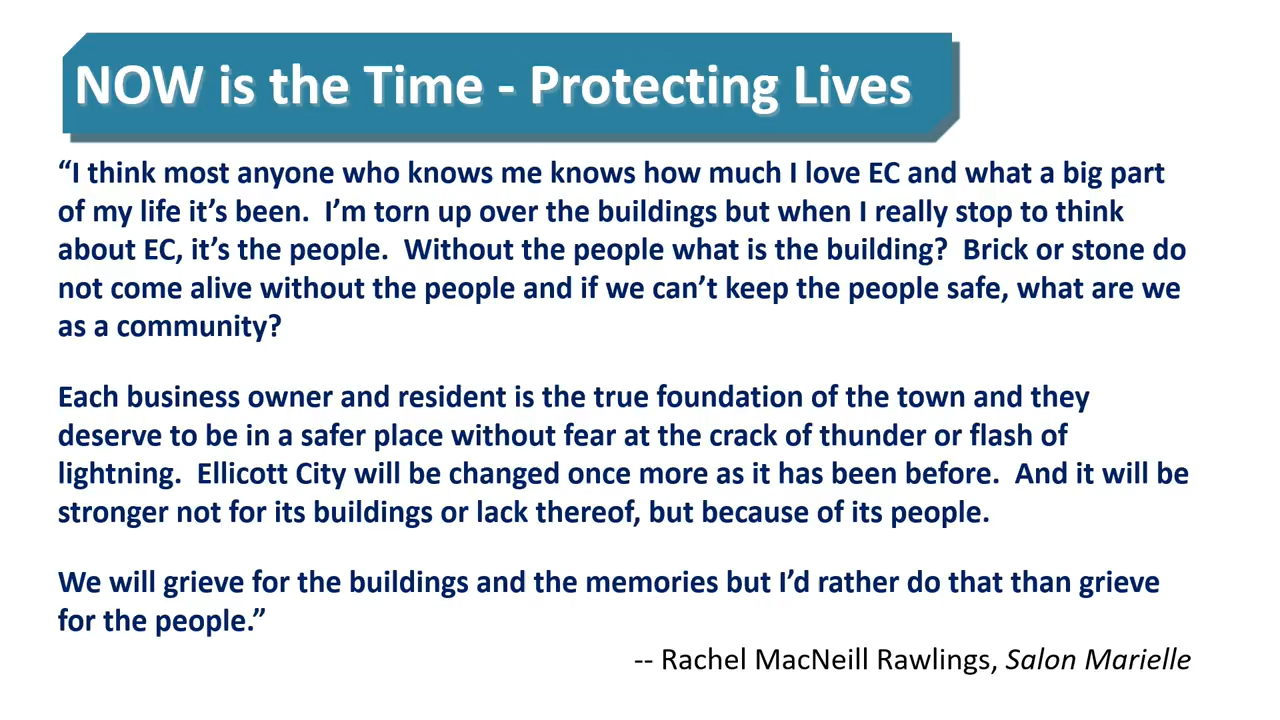 NOW is the Time - Protecting Lives
“I think most anyone who knows me knows how much I love EC and what a big part
of my life it’s been.  I’m torn up over the buildings but when I really stop to think
about EC, it’s the people.  Without the people what is the building?  Brick or stone do
not come alive without the people and if we can’t keep the people safe, what are we
as a community?
Each business owner and resident is the true foundation of the town and they
deserve to be in a safer place without fear at the crack of thunder or flash of
lightning.  Ellicott City will be changed once more as it has been before.  And it will be
stronger not for its buildings or lack thereof, but because of its people.
We will grieve for the buildings and the memories but I’d rather do that than grieve
for the people.”
-- Rachel MacNeill Rawlings, Salon Marielle